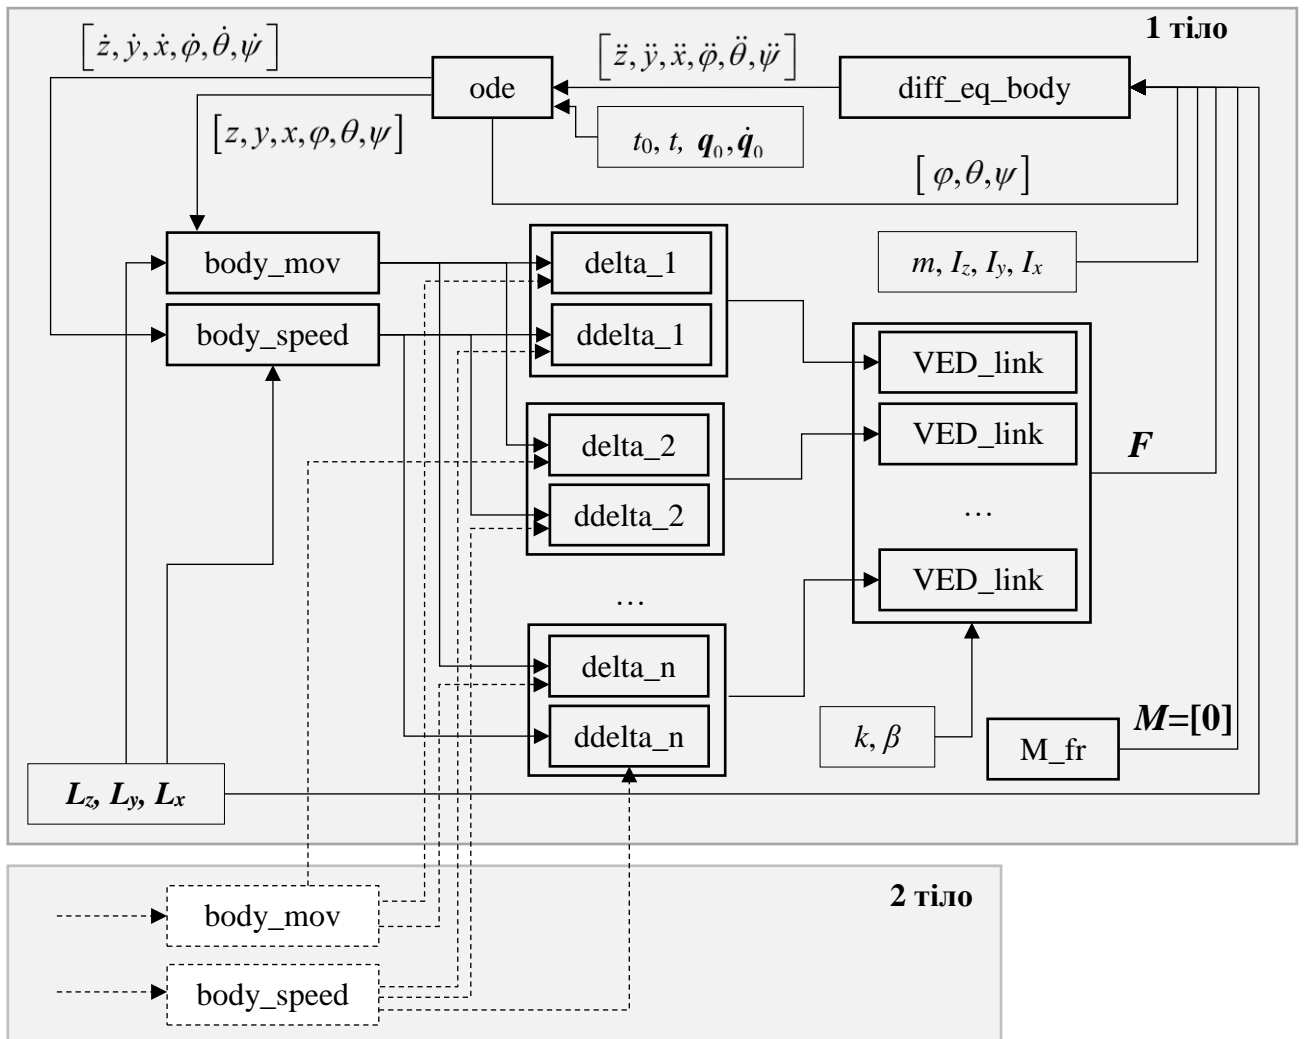 1 тіло
[ż, ẏ, ẋ, φ̇, θ̇, ψ̇]
[z̈, ÿ, ẍ, φ̈, θ̈, ψ̈]
ode
diff_eq_body
[z, y, x, φ, θ, ψ]
t₀, t, q₀, q̇₀
[φ, θ, ψ]
body_mov
delta_1
m, I_z, I_y, I_x
body_speed
ddelta_1
VED_link
delta_2
VED_link
F
ddelta_2
…
VED_link
…
delta_n
ddelta_n
k, β
M=[0]
M_fr
L_z, L_y, L_x
2 тіло
body_mov
body_speed